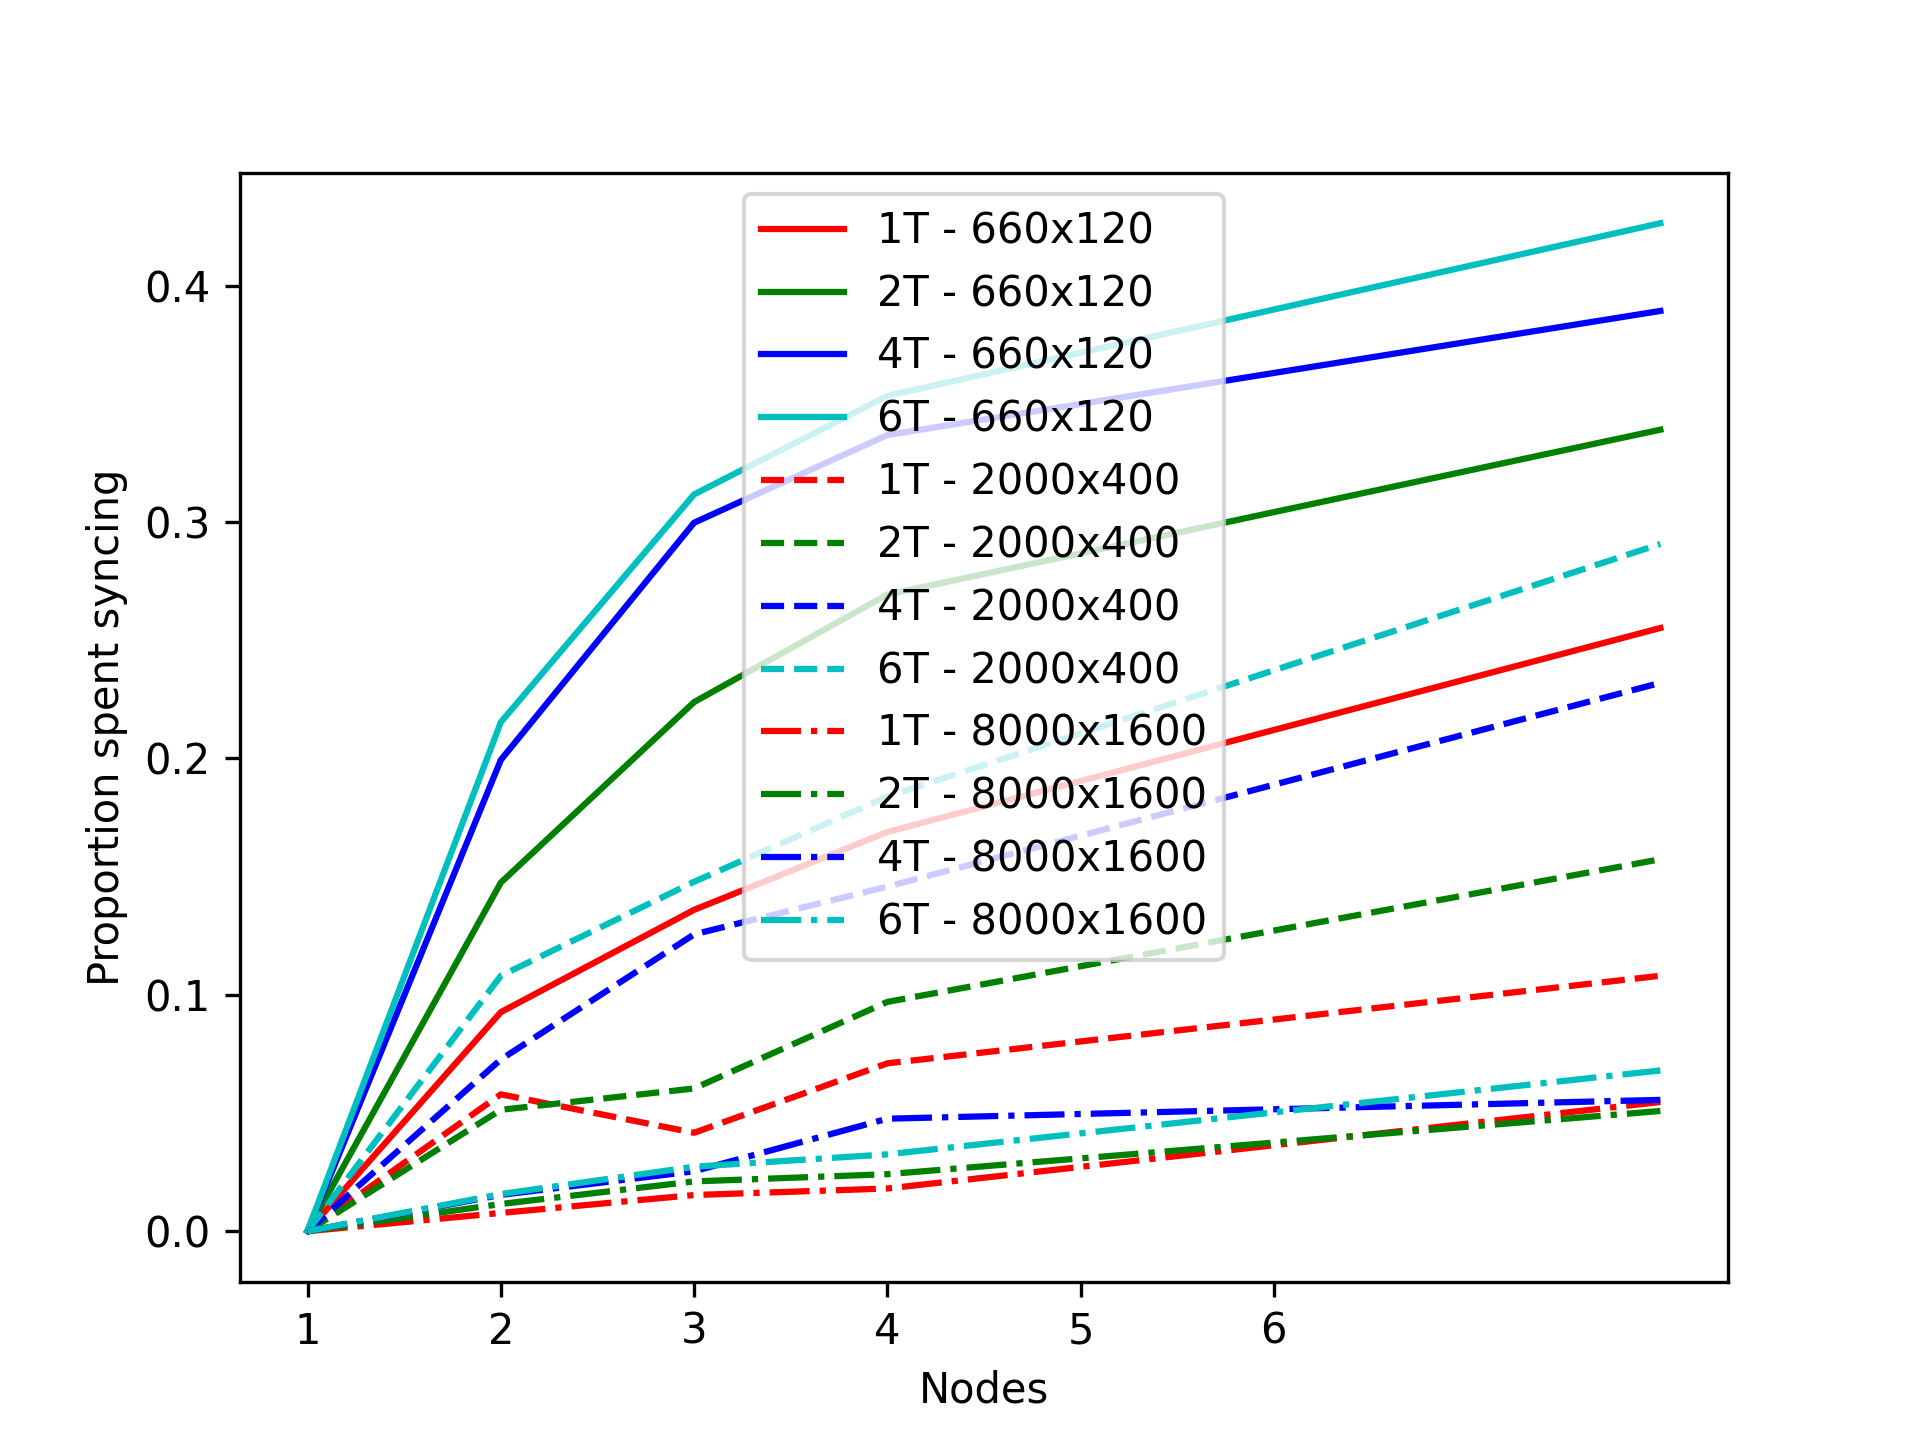 1T - 660x120
2T - 660x120
4T - 660x120
6T - 660x120
1T - 2000x400
2T - 2000x400
4T - 2000x400
6T - 2000x400
1T - 8000x1600
2T - 8000x1600
4T - 8000x1600
6T - 8000x1600
Proportion spent syncing
0.4
0.3
0.2
0.1
0.0
1 2 3 4 5 6
Nodes